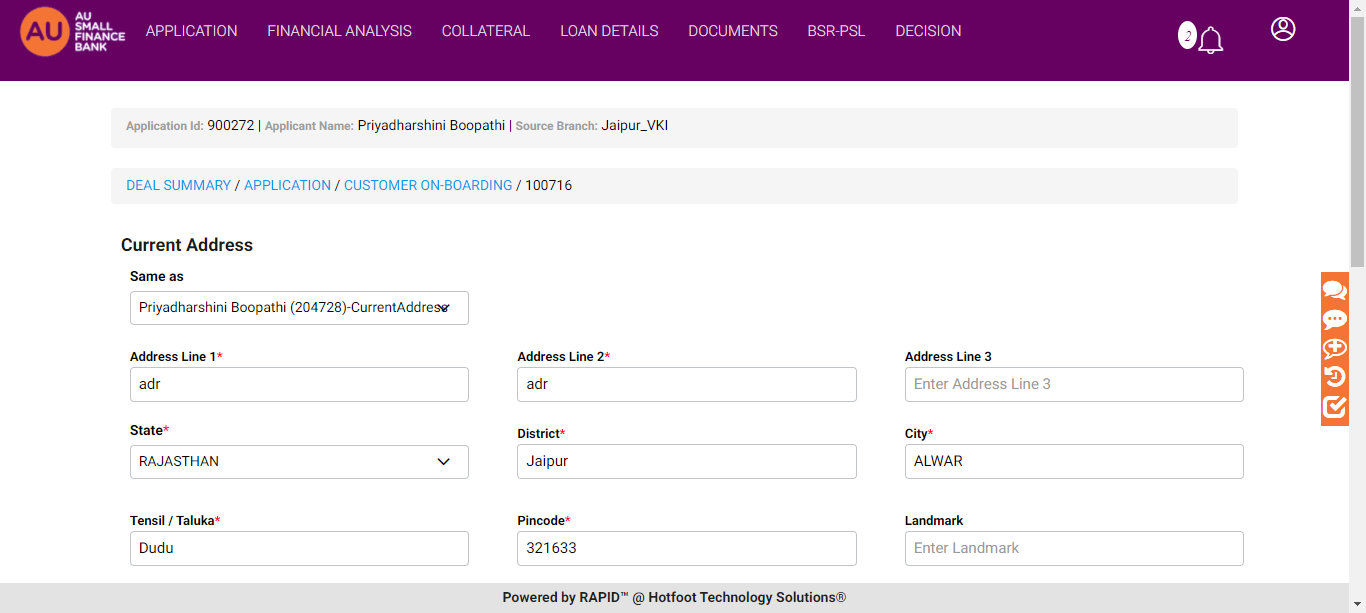 AU
AU
SMALL
FINANCE
BANK
APPLICATION FINANCIAL ANALYSIS COLLATERAL LOAN DETAILS DOCUMENTS BSR-PSL DECISION
2
Application Id: 900272 | Applicant Name: Priyadharshini Boopathi | Source Branch: Jaipur_VKI
DEAL SUMMARY / APPLICATION / CUSTOMER ON-BOARDING / 100716
Current Address
Same as
Priyadharshini Boopathi (204728)-CurrentAddress
Address Line 1* Address Line 2* Address Line 3
adr adr Enter Address Line 3
State* District* City*
RAJASTHAN Jaipur ALWAR
Tensil / Taluka* Pincode* Landmark
Dudu 321633 Enter Landmark
Powered by RAPID™ @ Hotfoot Technology Solutions®